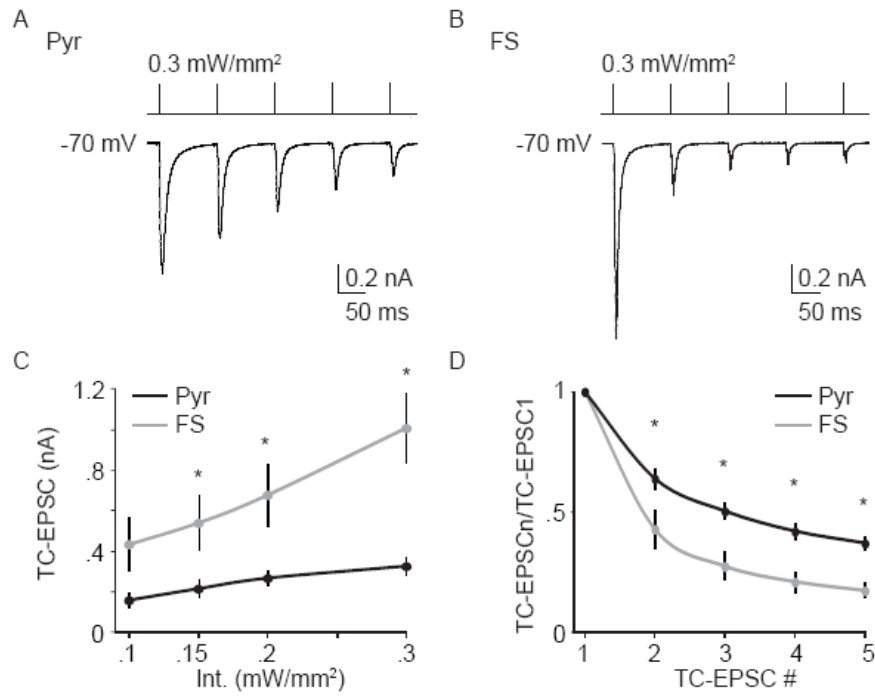 A
Pyr
0.3 mW/mm²
-70 mV
0.2 nA
50 ms
B
FS
0.3 mW/mm²
-70 mV
0.2 nA
50 ms
C
TC-EPSC (nA)
1.2
.8
.4
0
Pyr
FS
*
*
*
.1
.15
.2
.3
Int. (mW/mm²)
D
TC-EPSCn/TC-EPSC1
1
.5
0
Pyr
FS
*
*
*
*
1
2
3
4
5
TC-EPSC #